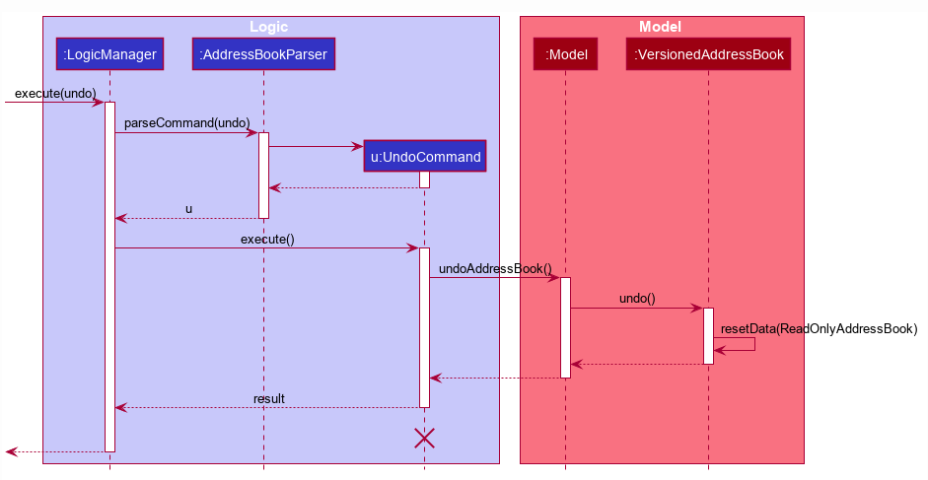 Logic
Model
:LogicManager
:AddressBookParser
:Model
:VersionedAddressBook
execute(undo)
parseCommand(undo)
u:UndoCommand
u
execute()
undoAddressBook()
undo()
resetData(ReadOnlyAddressBook)
result